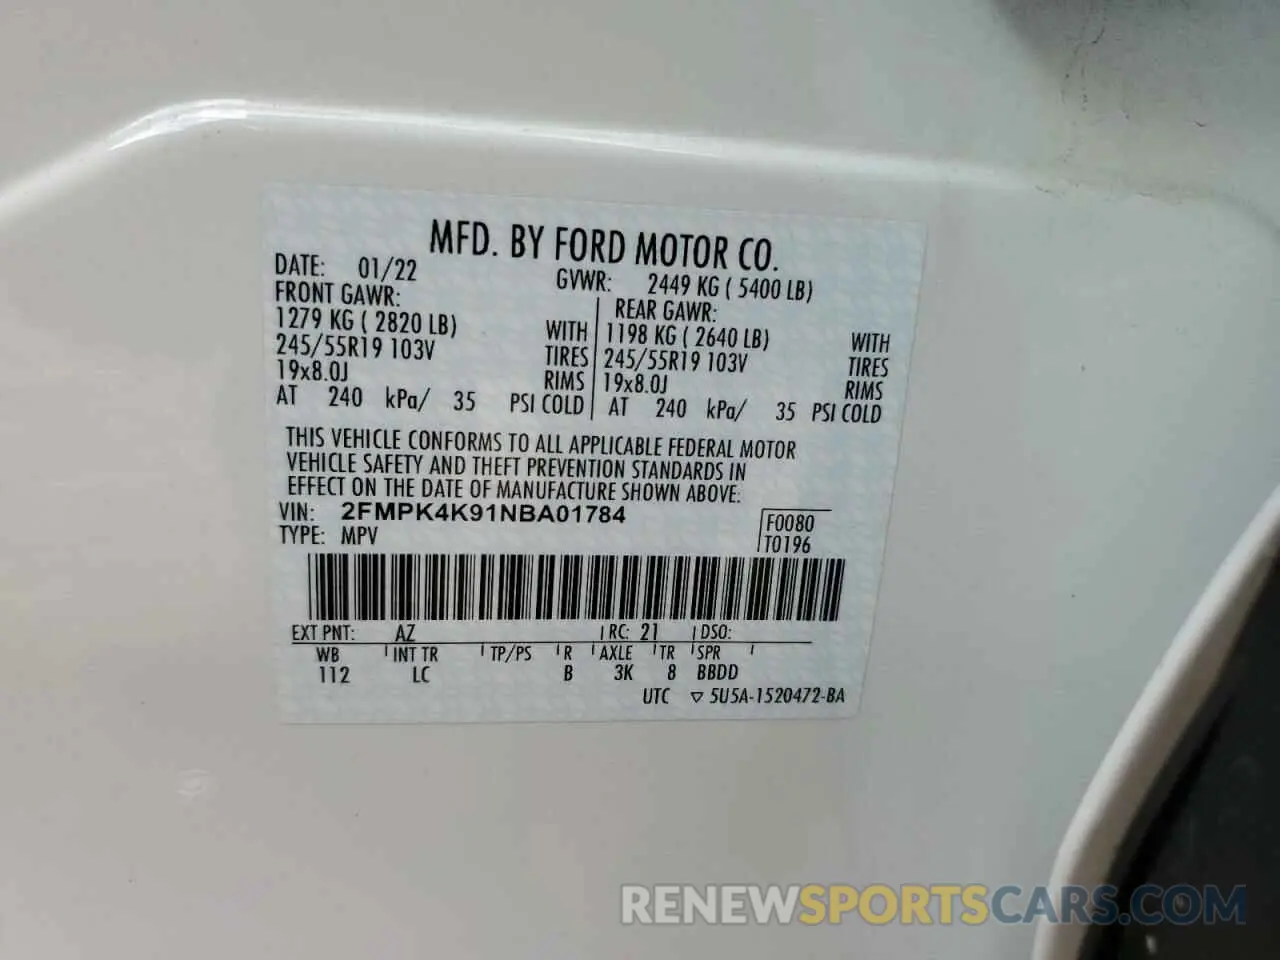 MFD. BY FORD MOTOR CO.
DATE: 01/22 GVWR: 2449 KG ( 5400 LB)
FRONT GAWR: REAR GAWR:
1279 KG ( 2820 LB) WITH 1198 KG ( 2640 LB) WITH
245/55R19 103V TIRES 245/55R19 103V TIRES
19x8.0J RIMS 19x8.0J RIMS
AT 240 kPa/ 35 PSI COLD AT 240 kPa/ 35 PSI COLD
THIS VEHICLE CONFORMS TO ALL APPLICABLE FEDERAL MOTOR
VEHICLE SAFETY AND THEFT PREVENTION STANDARDS IN
EFFECT ON THE DATE OF MANUFACTURE SHOWN ABOVE.
VIN: 2FMPK4K91NBA01784 F0080
TYPE: MPV T0196
EXT PNT: AZ RC: 21 DSO:
WB INT TR TP/PS R AXLE TR SPR
112 LC B 3K 8 BBDD
UTC ▽ 5U5A-1520472-BA
RENEWSPORTSCARS.COM